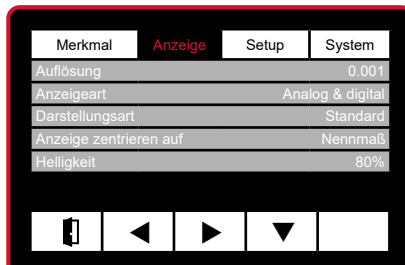 Merkmal Anzeige Setup System
Auflösung 0.001
Anzeigeart Analog & digital
Darstellungsart Standard
Anzeige zentrieren auf Nennmaß
Helligkeit 80%